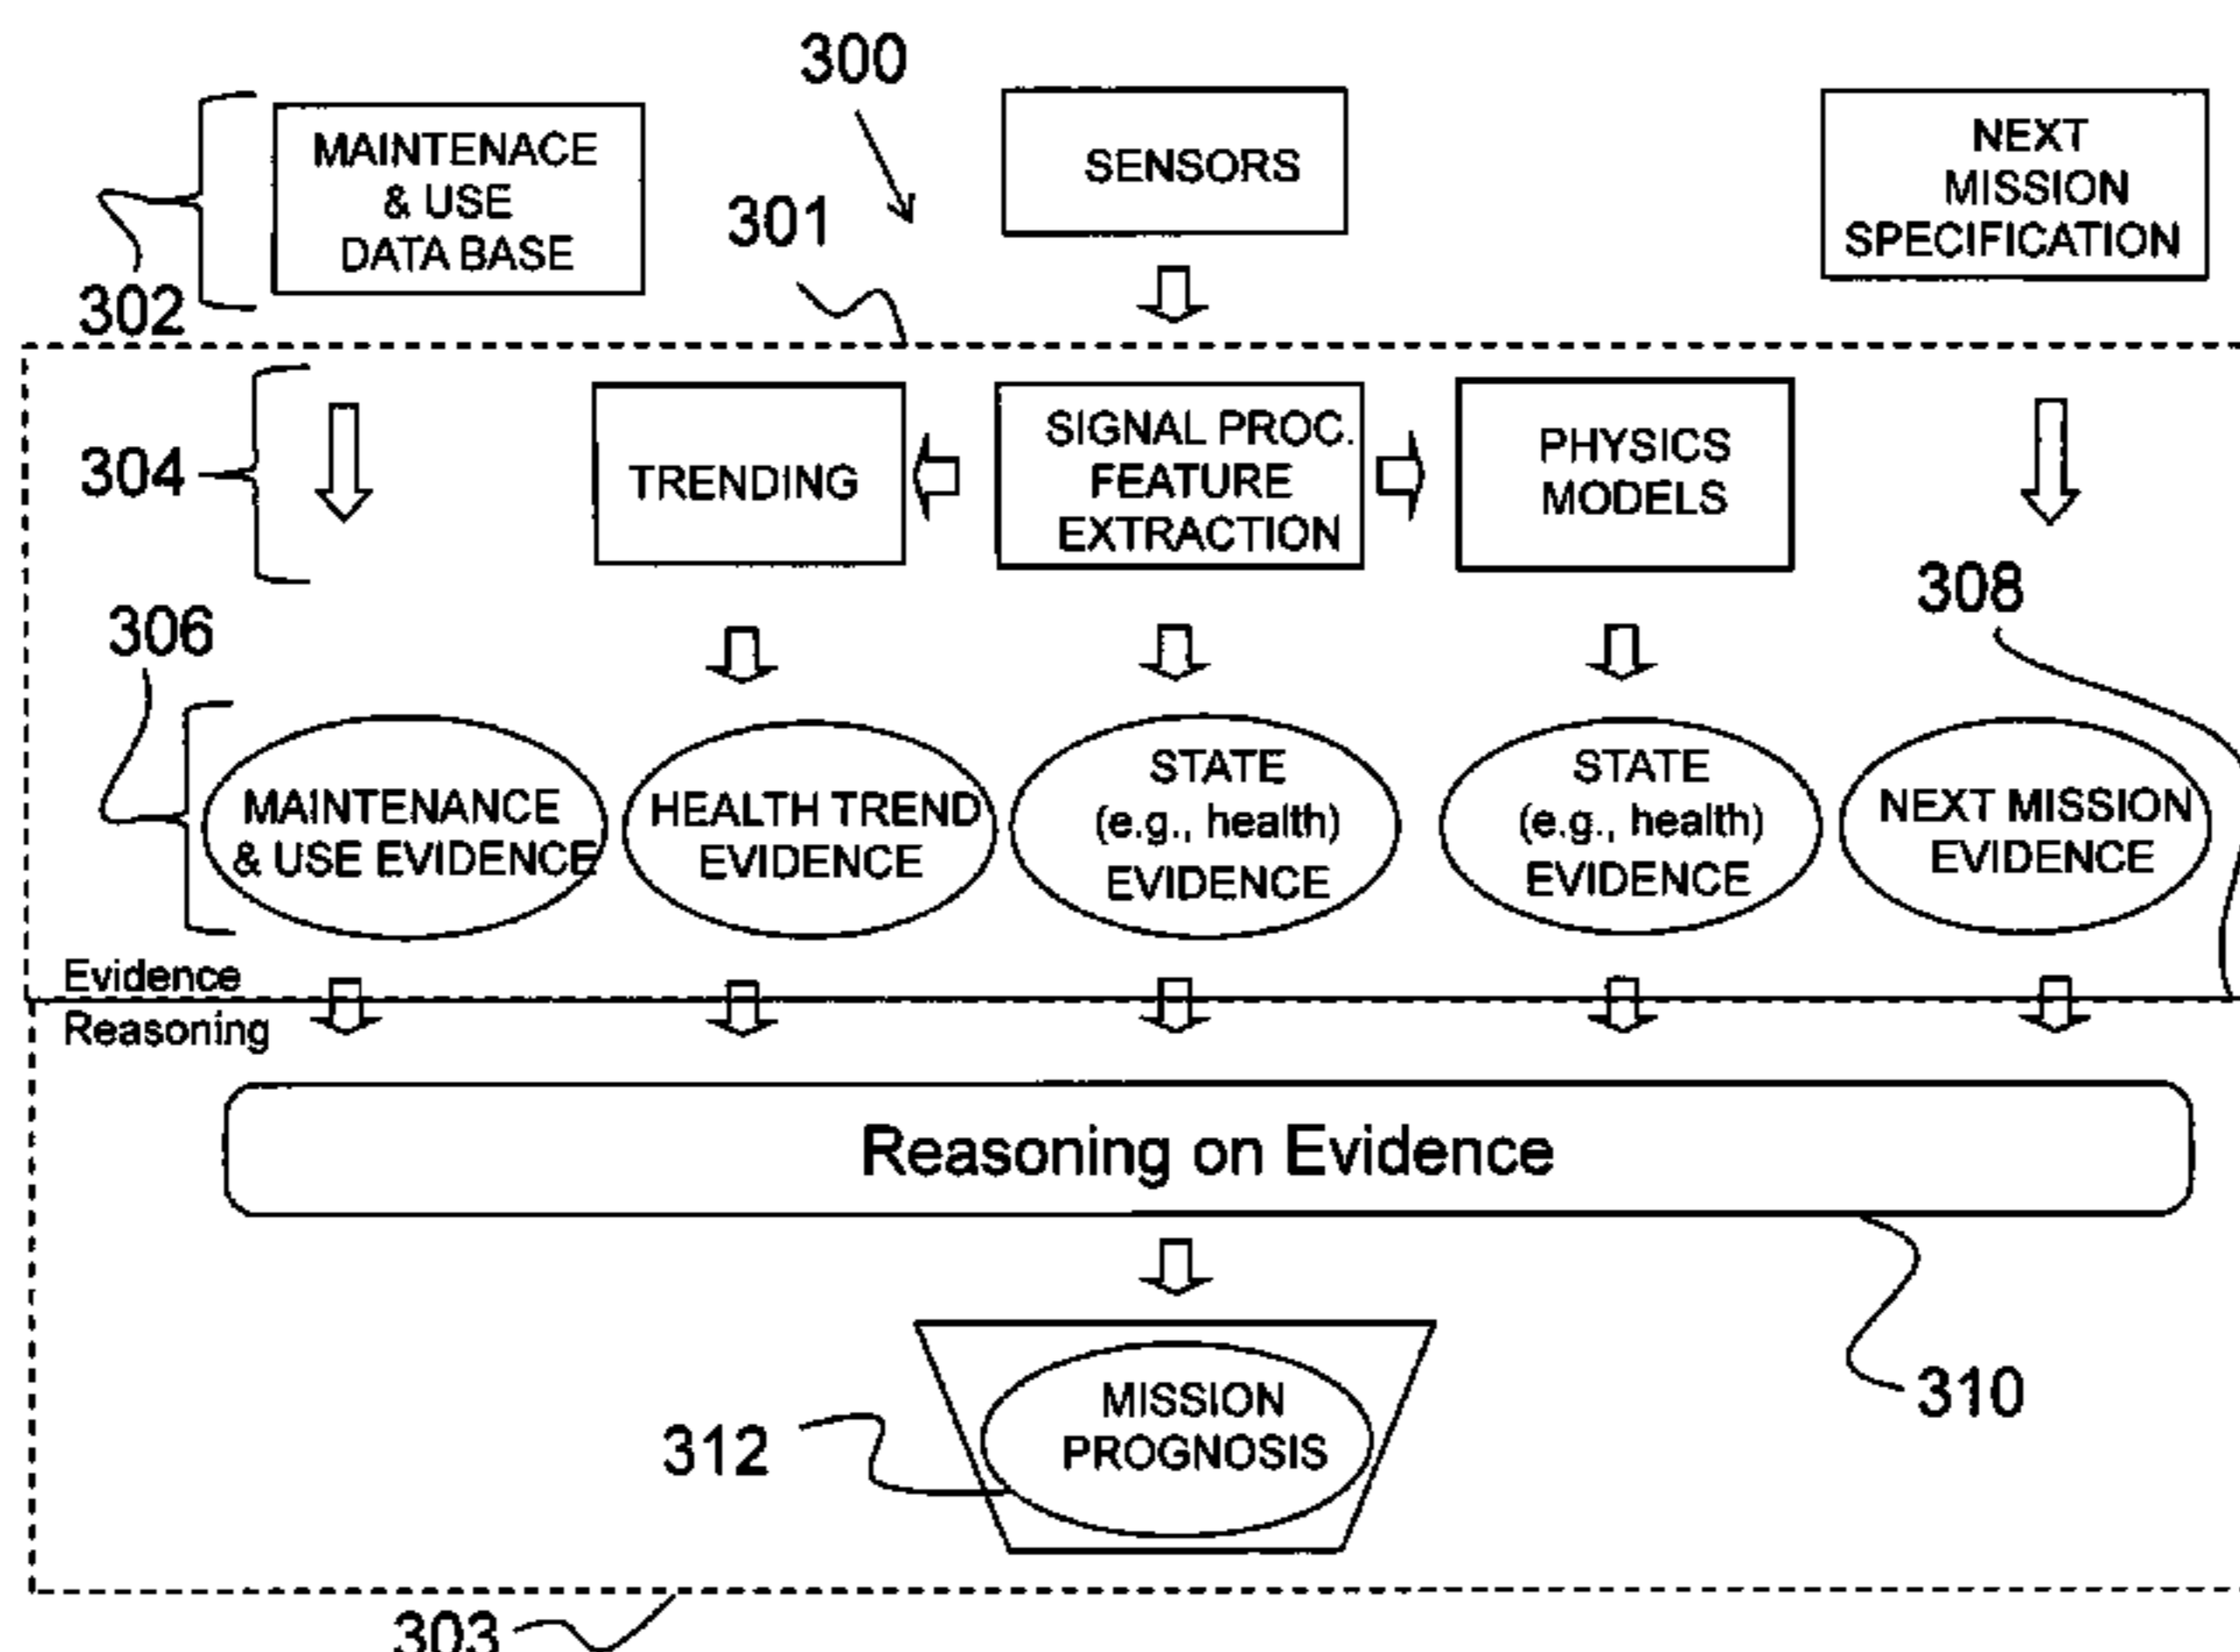 300
MAINTENACE
& USE
DATA BASE
SENSORS
NEXT
MISSION
SPECIFICATION
301
302
304
TRENDING
SIGNAL PROC.
FEATURE
EXTRACTION
PHYSICS
MODELS
308
306
MAINTENANCE
& USE EVIDENCE
HEALTH TREND
EVIDENCE
STATE
(e.g., health)
EVIDENCE
STATE
(e.g., health)
EVIDENCE
NEXT MISSION
EVIDENCE
Evidence
Reasoning
Reasoning on Evidence
310
MISSION
PROGNOSIS
312
303